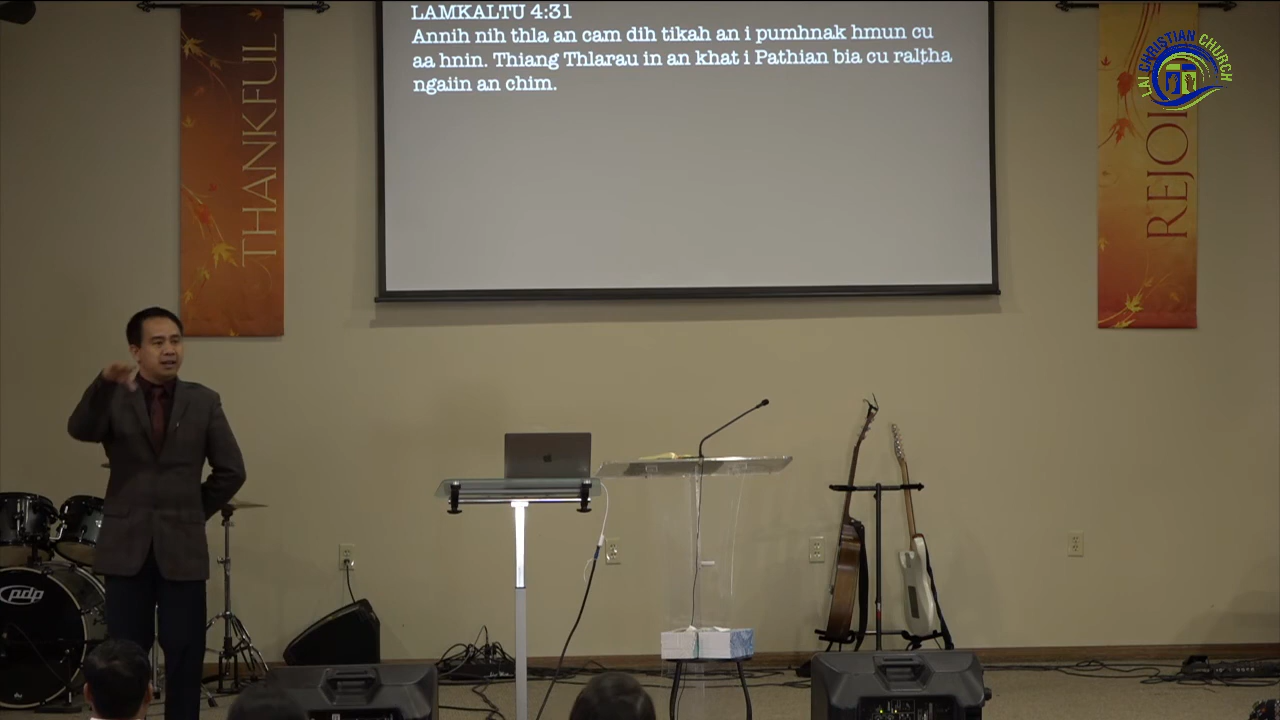 LAMKALTU 4:31
Annih nih thla an cam dih tikah an i pumhnak hmun cu
aa hnin. Thiang Thlarau in an khat i Pathian bia cu ralṭha
ngaiin an chim.
THANKFUL
REJOI
LAI CHRISTIAN CHURCH
pdp